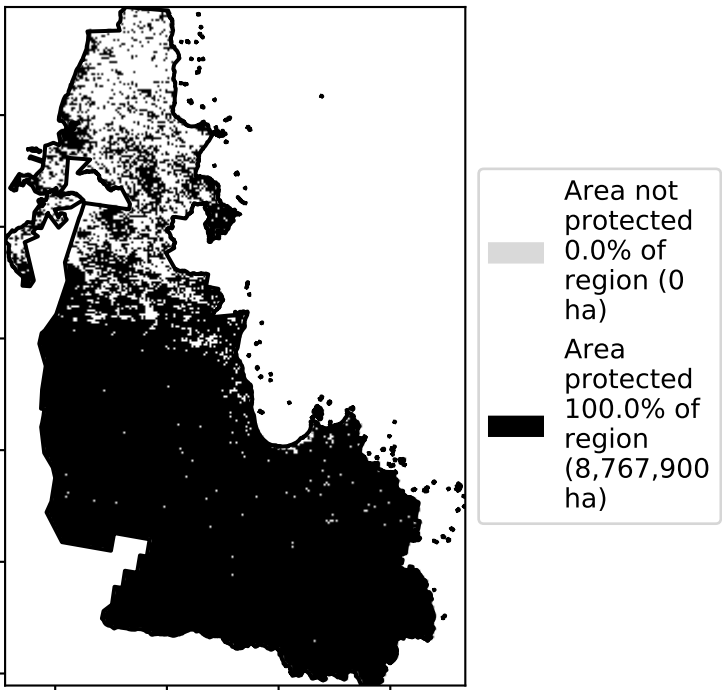 Area not
protected
0.0% of
region (0
ha)
Area
protected
100.0% of
region
(8,767,900
ha)